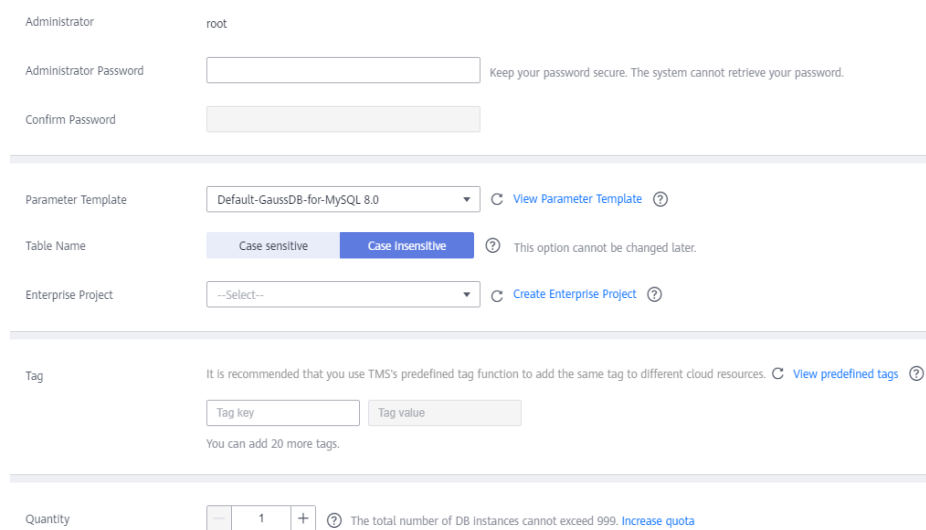 Administrator root
Administrator Password Keep your password secure. The system cannot retrieve your password.
Confirm Password
Parameter Template Default-GaussDB-for-MySQL 8.0 View Parameter Template ?
Table Name Case sensitive Case insensitive ? This option cannot be changed later.
Enterprise Project --Select-- Create Enterprise Project ?
Tag It is recommended that you use TMS's predefined tag function to add the same tag to different cloud resources. View predefined tags ?
Tag key Tag value
You can add 20 more tags.
Quantity — 1 + ? The total number of DB instances cannot exceed 999. Increase quota